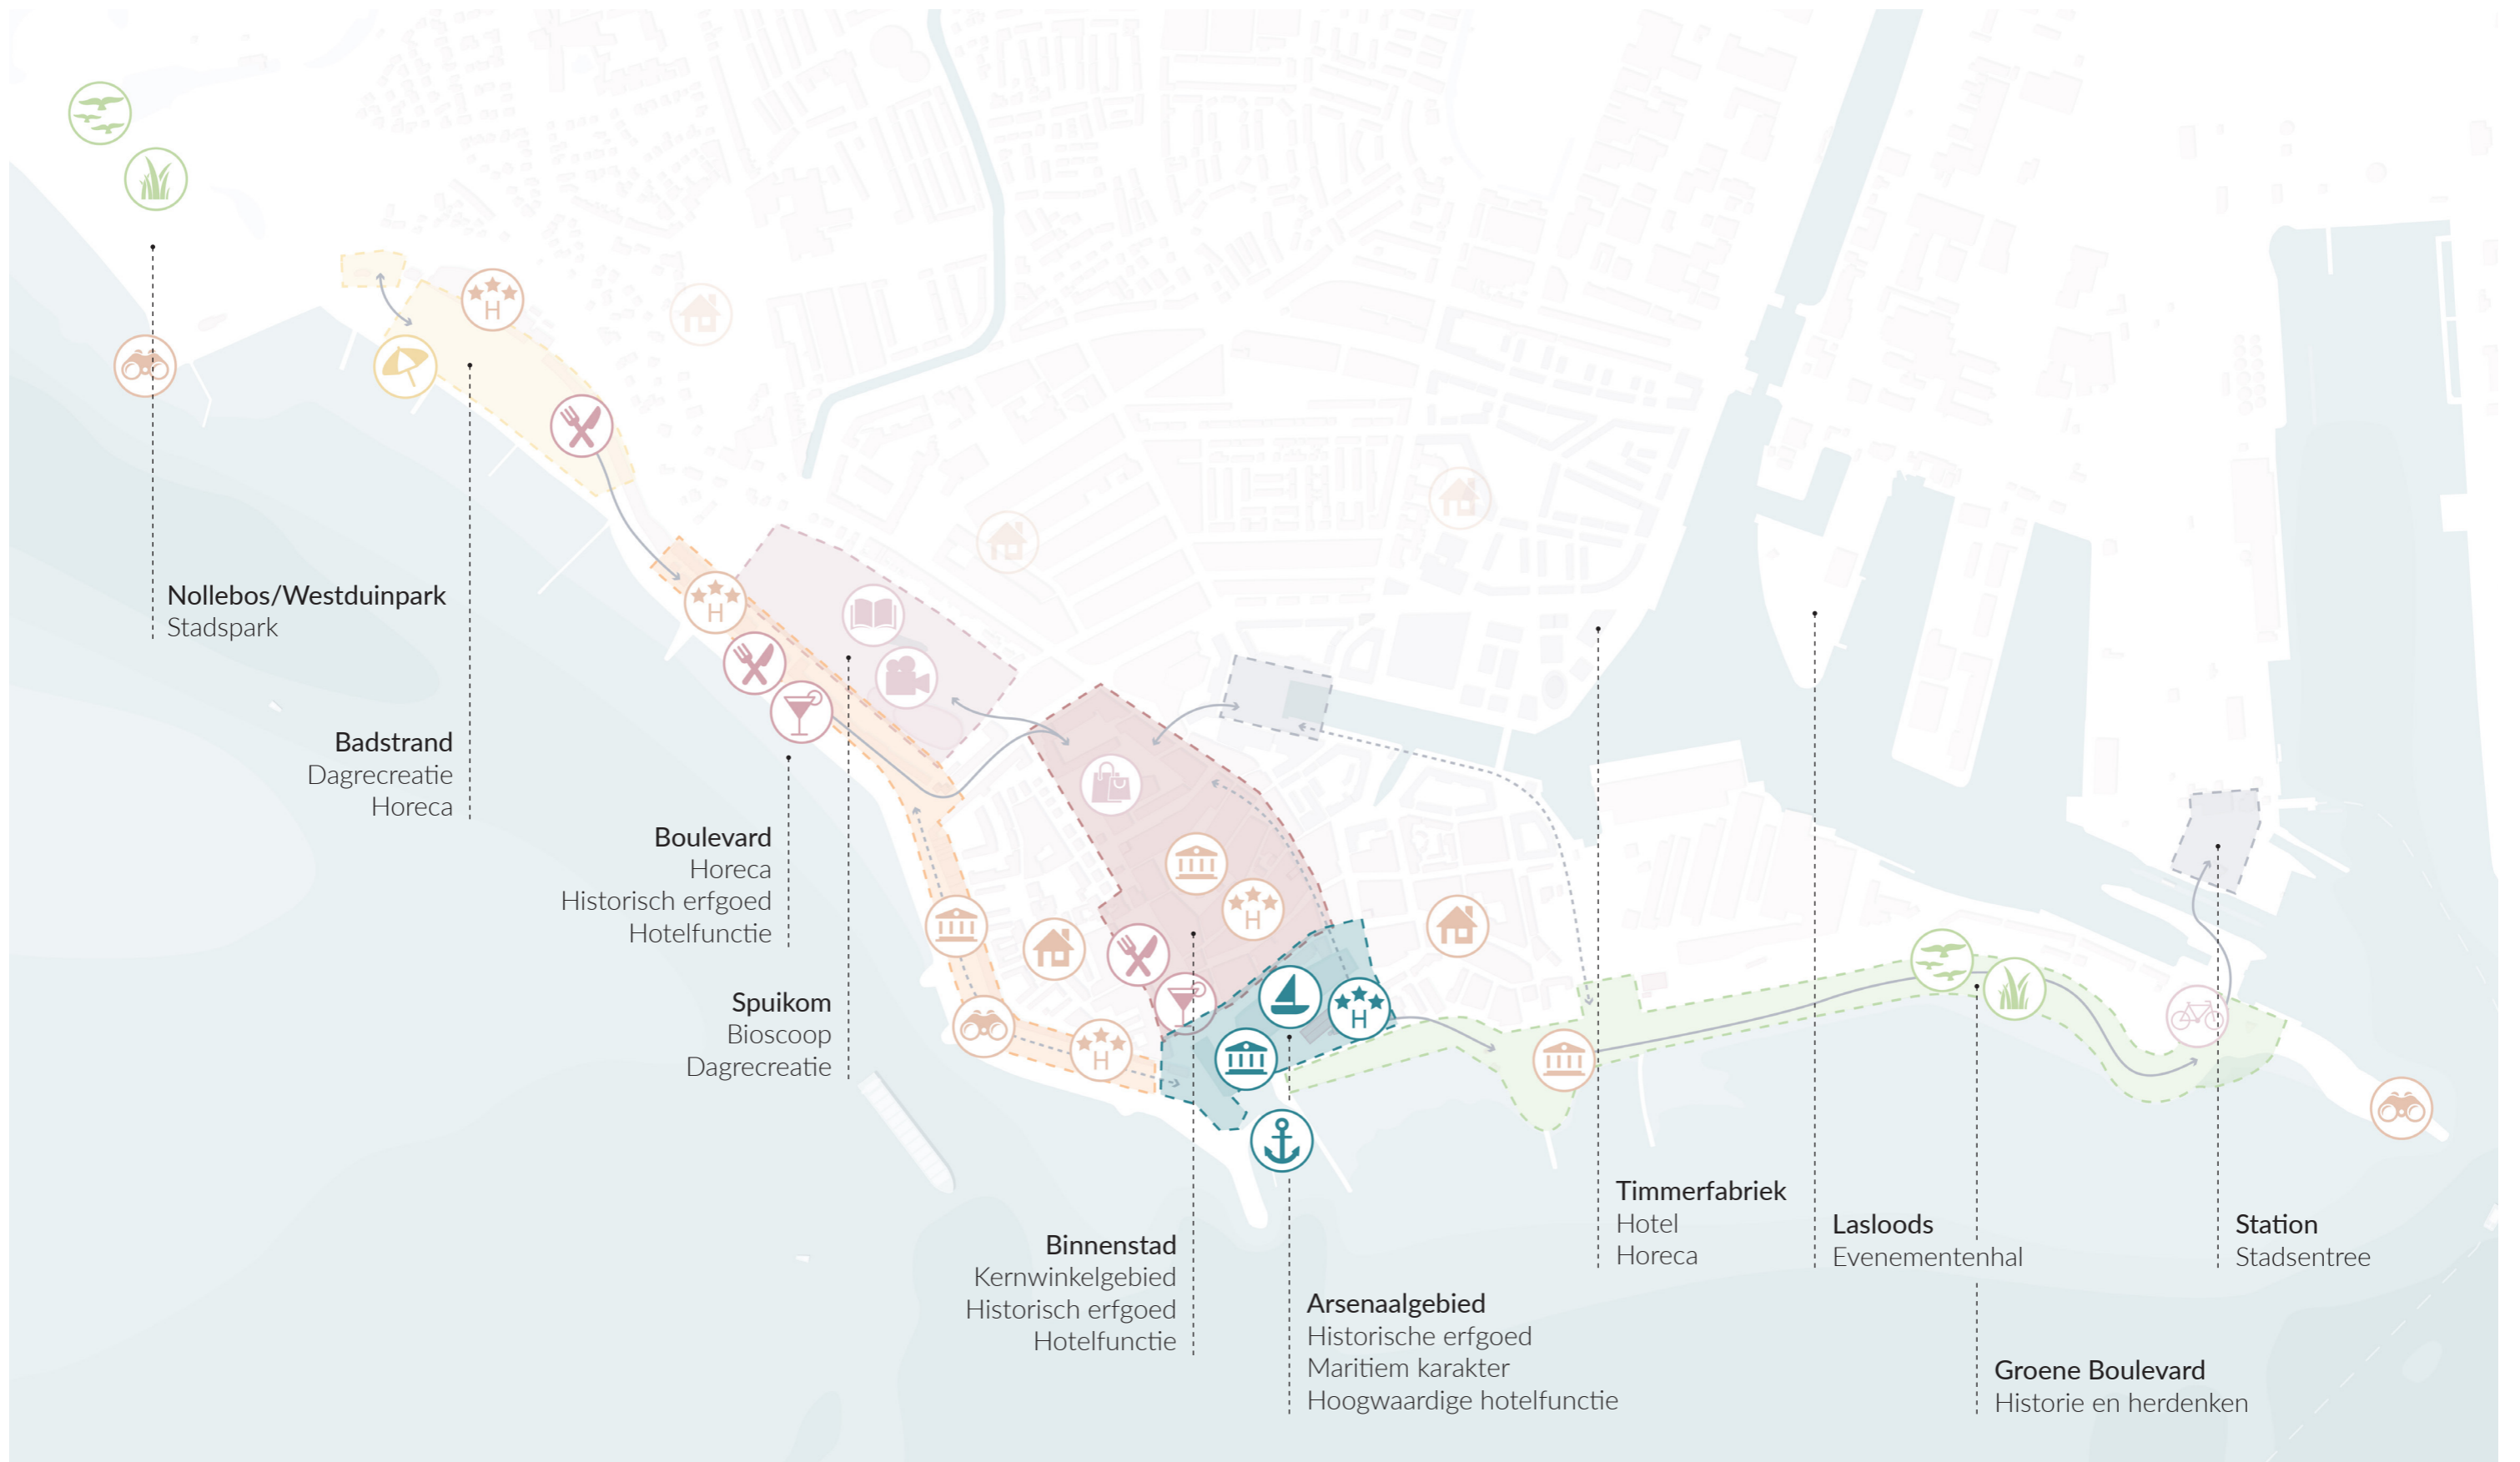 Nollebos/Westduinpark
Stadspark
Badstrand
Dagrecreatie
Horeca
Boulevard
Horeca
Historisch erfgoed
Hotelfunctie
Spuikom
Bioscoop
Dagrecreatie
Binnenstad
Kernwinkelgebied
Historisch erfgoed
Hotelfunctie
Arsenaalgebied
Historische erfgoed
Maritiem karakter
Hoogwaardige hotelfunctie
Timmerfabriek
Hotel
Horeca
Lasloods
Evenementenhal
Groene Boulevard
Historie en herdenken
Station
Stadsentree
H
H
H
H
H